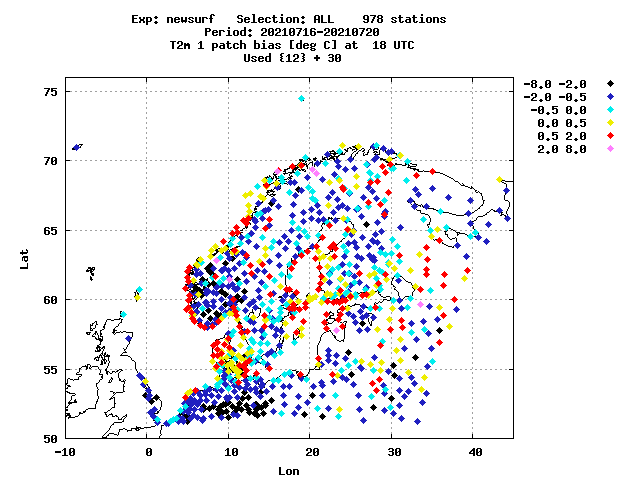 Exp: newsurf Selection: ALL 978 stations
Period: 20210716-20210720
T2m 1 patch bias [deg C] at 18 UTC
Used {12} + 30
-8.0 -2.0
-2.0 -0.5
-0.5 0.0
0.0 0.5
0.5 2.0
2.0 8.0
75
70
65
60
55
50
Lat
-10 0 10 20 30 40
Lon